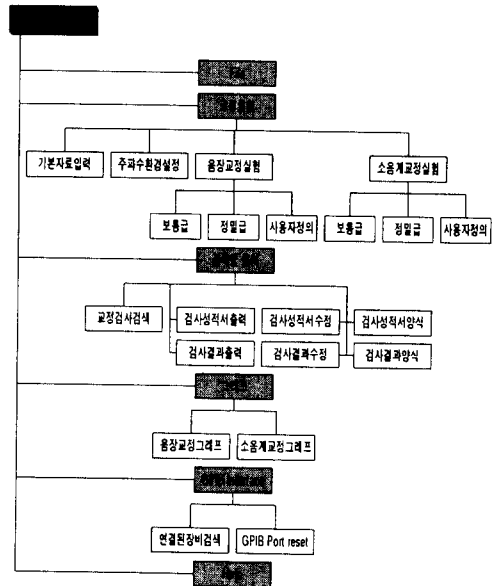 기본자료입력
주파수환경설정
음장교정실험
소음계교정실험
보통급
정밀급
사용자정의
보통급
정밀급
사용자정의
교정검사검색
검사성적서출력
검사성적서수정
검사성적서양식
검사결과출력
검사결과수정
검사결과양식
음장교정그래프
소음계교정그래프
연결된장비검색
GPIB Port reset